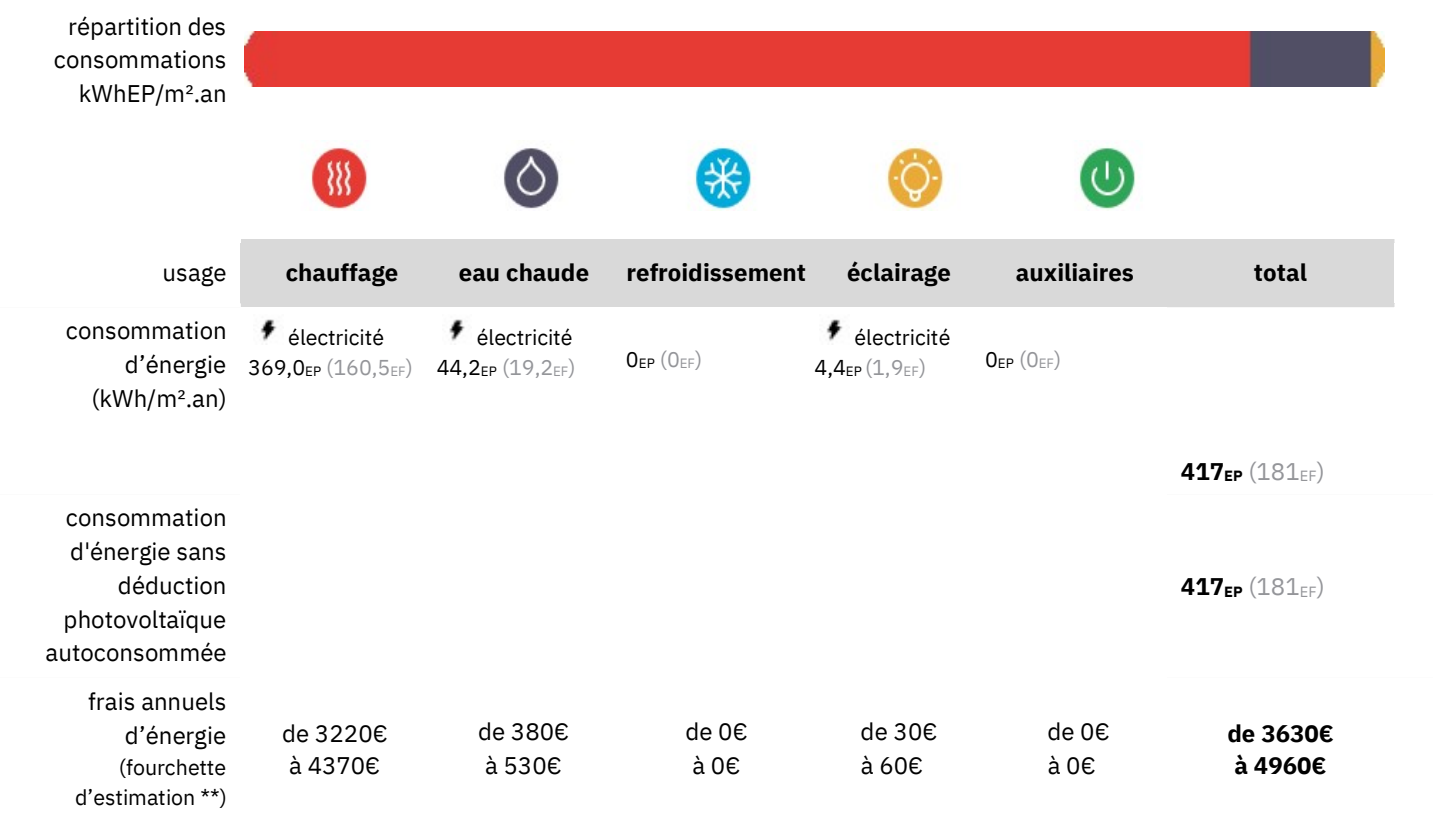 répartition des
consommations
kWhEP/m².an
usage chauffage eau chaude refroidissement éclairage auxiliaires total
consommation
d’énergie
(kWh/m².an)
électricité
369,0EP (160,5EF)
électricité
44,2EP (19,2EF)
0EP (0EF)
électricité
4,4EP (1,9EF)
0EP (0EF)
417EP (181EF)
consommation
d'énergie sans
déduction
photovoltaïque
autoconsommée
417EP (181EF)
frais annuels
d’énergie
(fourchette
d’estimation **)
de 3220€
à 4370€
de 380€
à 530€
de 0€
à 0€
de 30€
à 60€
de 0€
à 0€
de 3630€
à 4960€